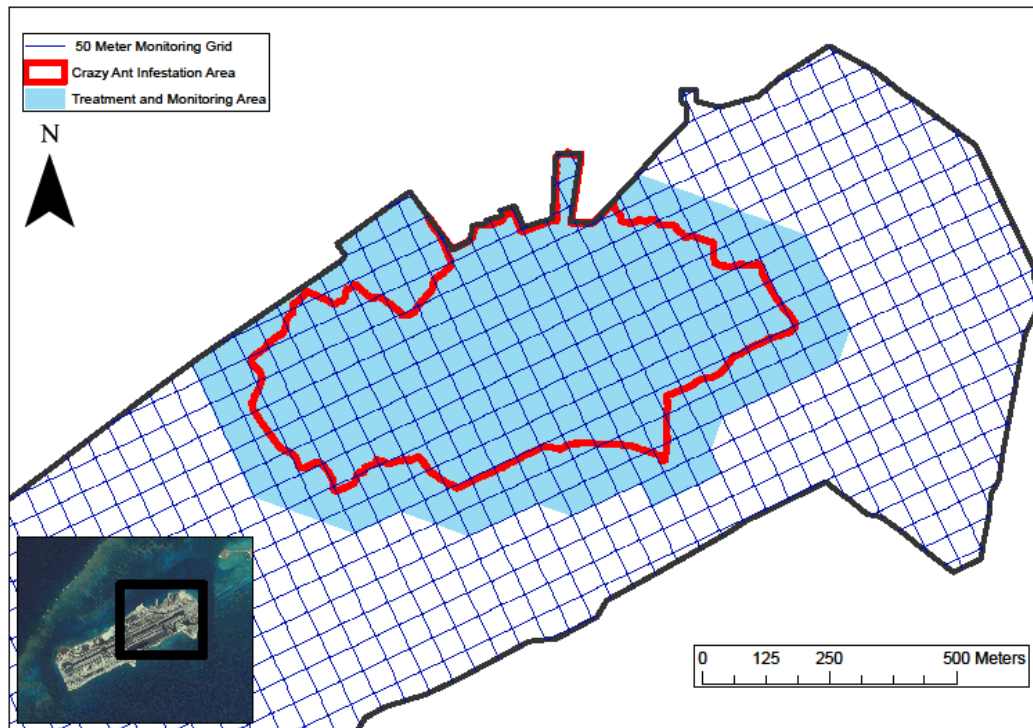 50 Meter Monitoring Grid
Crazy Ant Infestation Area
Treatment and Monitoring Area
N
0 125 250 500 Meters